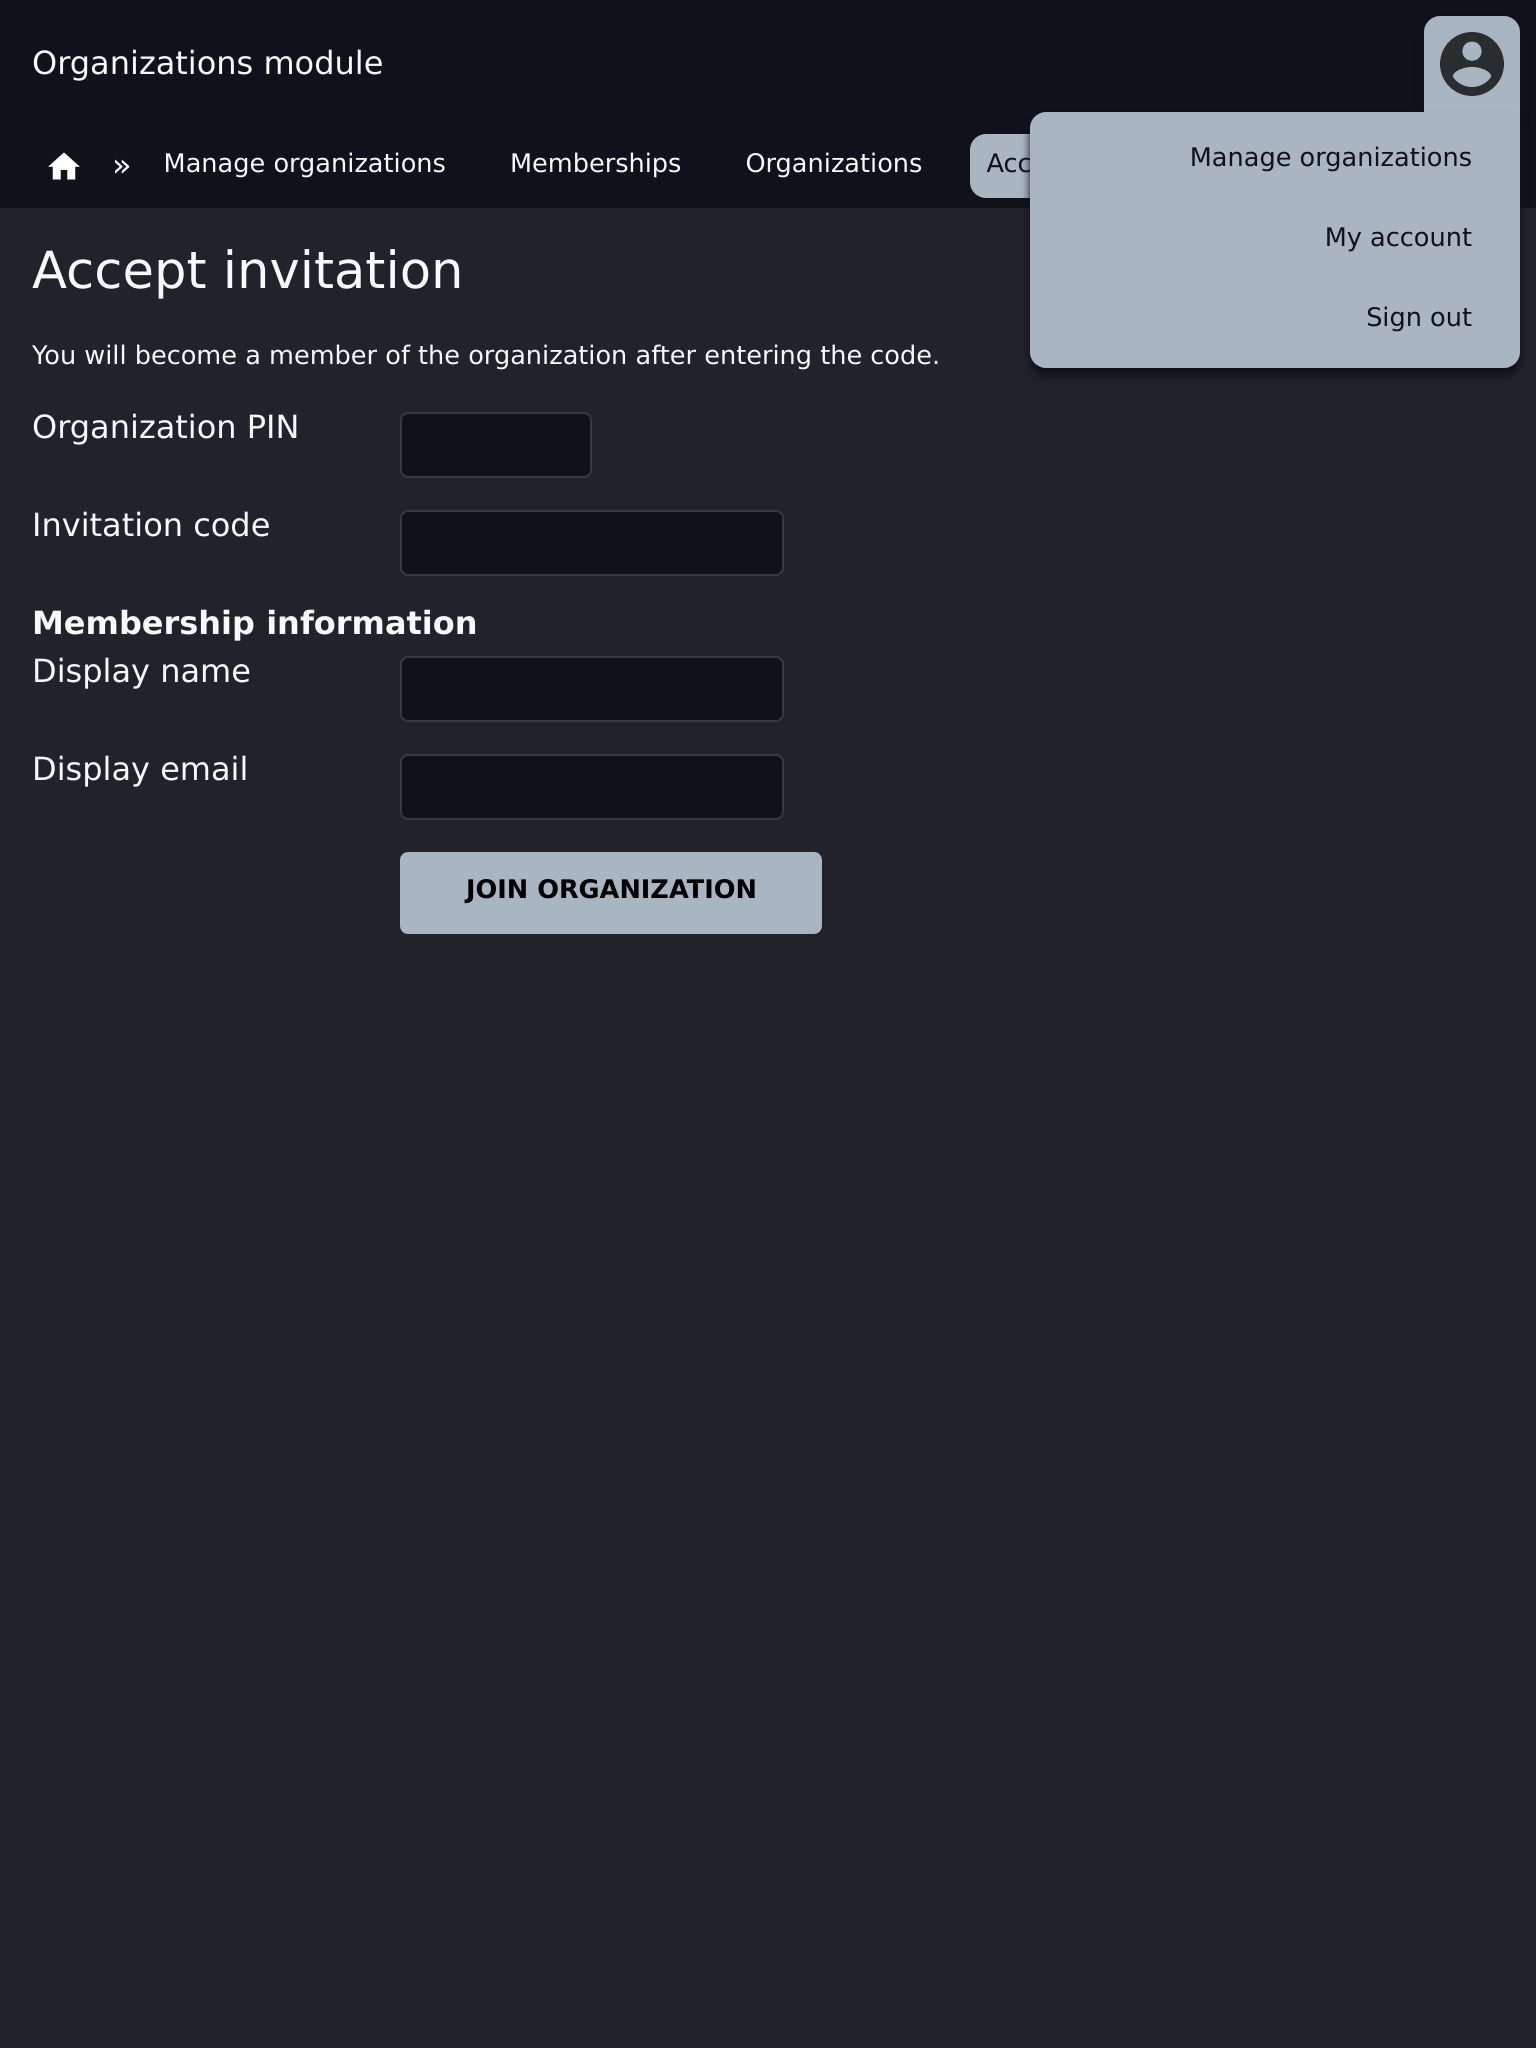 Organizations module
» Manage organizations Memberships Organizations
Manage organizations
My account
Sign out
Accept invitation
You will become a member of the organization after entering the code.
Organization PIN
Invitation code
Membership information
Display name
Display email
JOIN ORGANIZATION